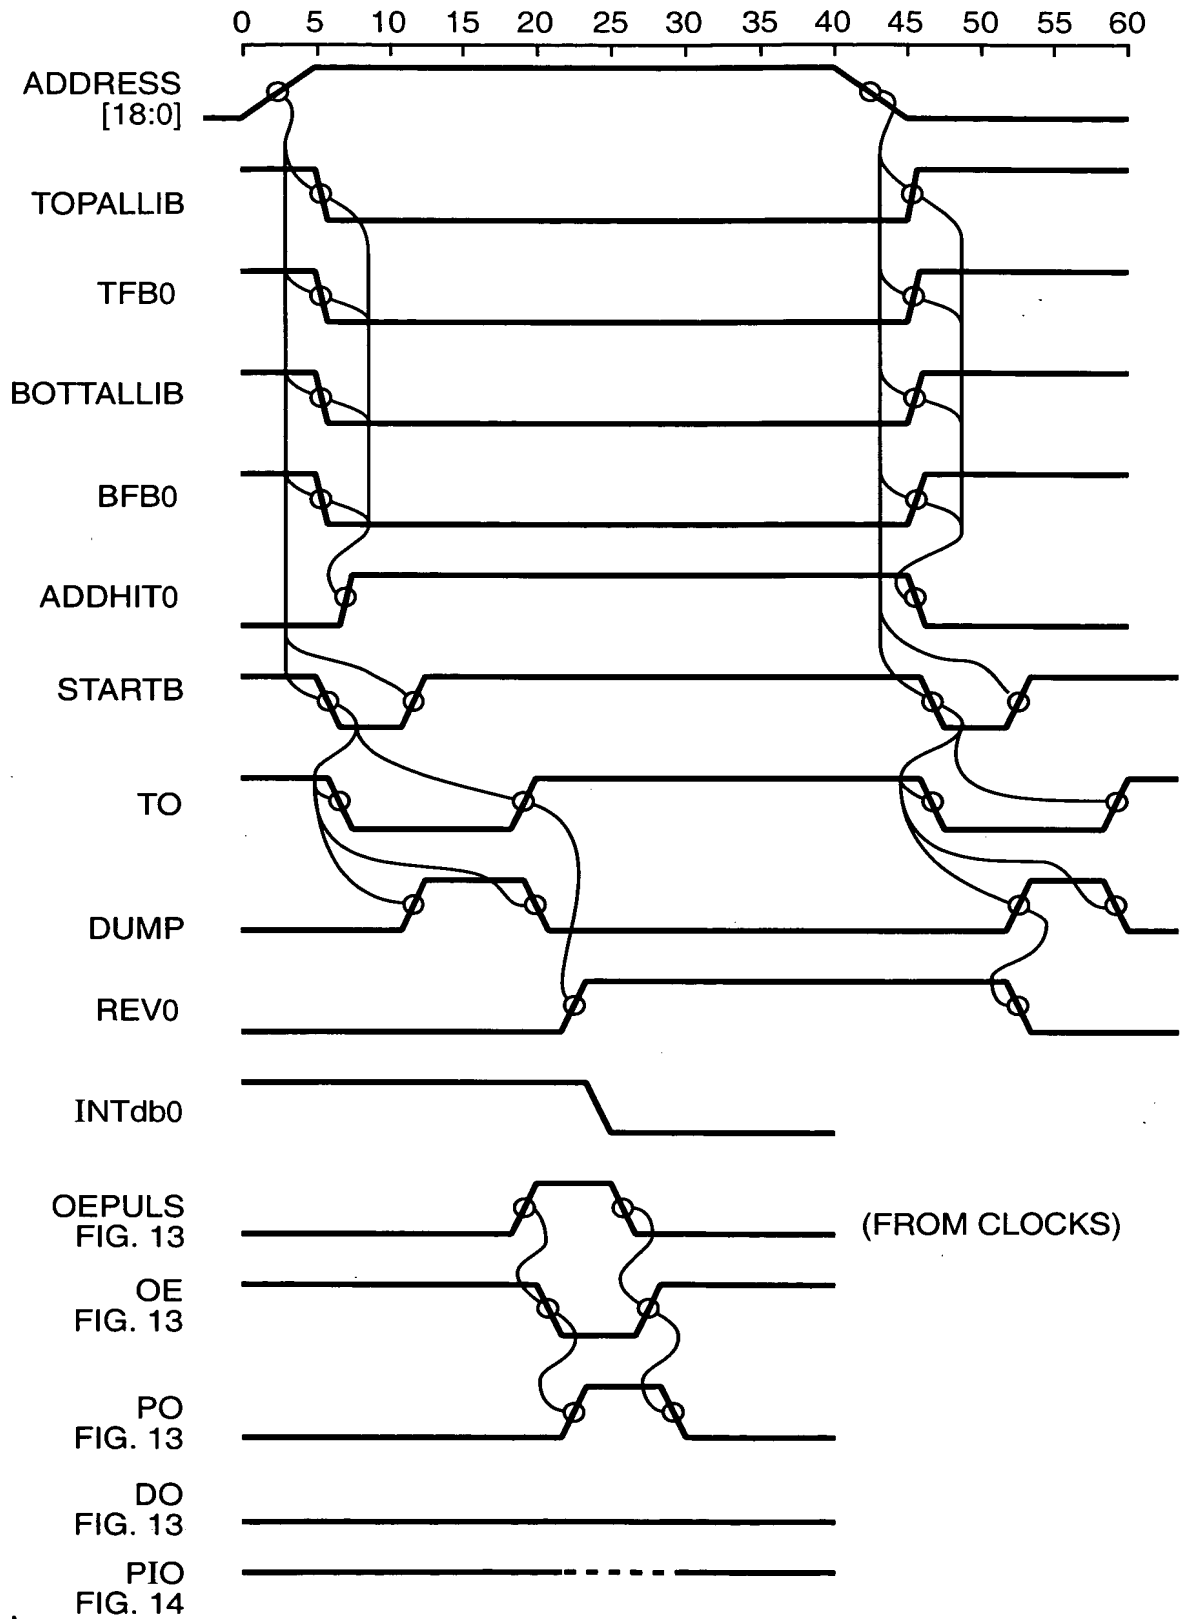 0 5 10 15 20 25 30 35 40 45 50 55 60
ADDRESS
[18:0]
TOPALLIB
TFB0
BOTTALLIB
BFB0
ADDHIT0
STARTB
TO
DUMP
REV0
INTdb0
OEPULS
FIG. 13
(FROM CLOCKS)
OE
FIG. 13
PO
FIG. 13
DO
FIG. 13
PIO
FIG. 14